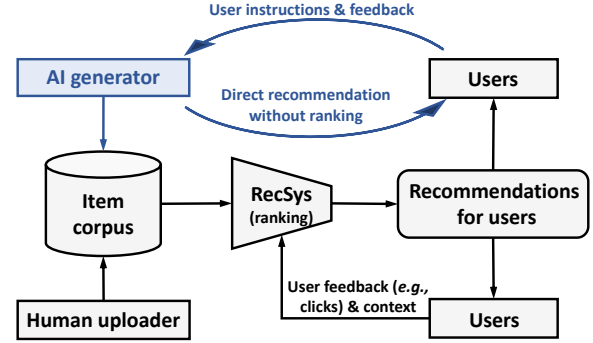 User instructions & feedback
AI generator
Users
Direct recommendation
without ranking
Item
corpus
RecSys
(ranking)
Recommendations
for users
User feedback (e.g.,
clicks) & context
Human uploader
Users